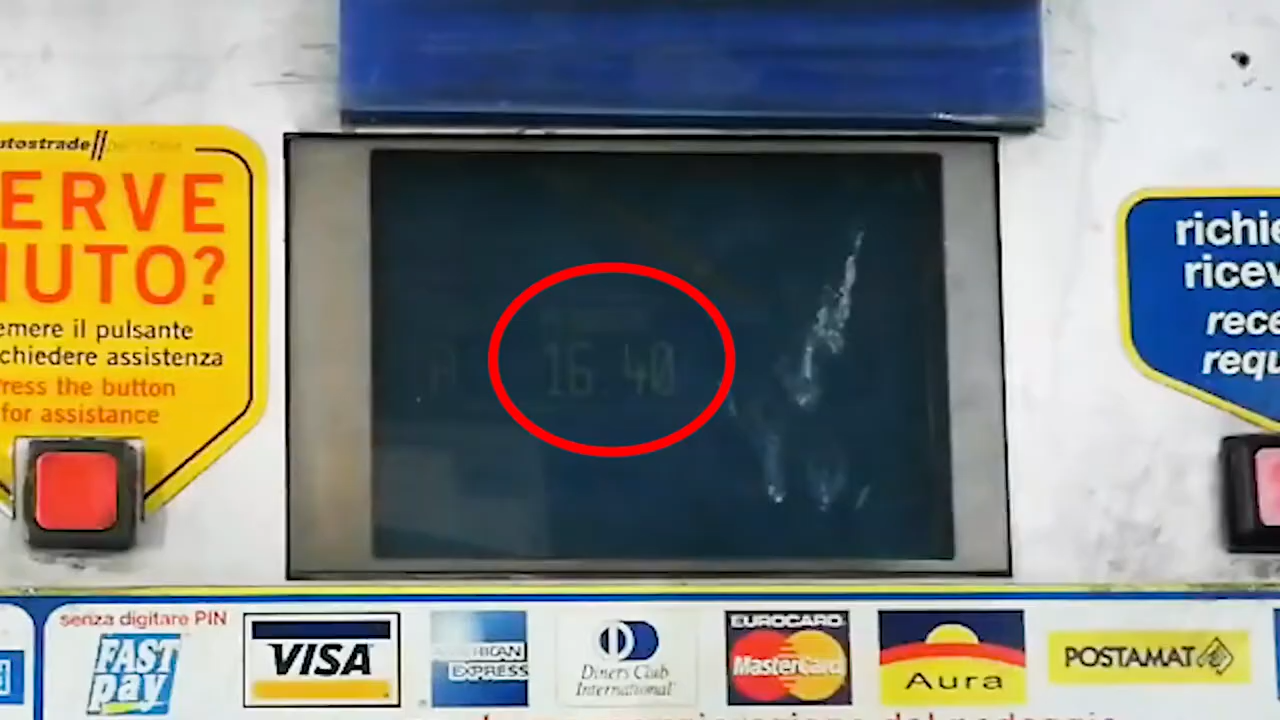 utostrade//
ERVE
IUTO?
emere il pulsante
chiedere assistenza
ress the button
for assistance
A 16 40
richie
ricev
rece
requ
senza digitare PIN
FAST
pay
VISA
AMERICAN
EXPRESS
Diners Club
International
EUROCARD
MasterCard
Aura
POSTAMAT